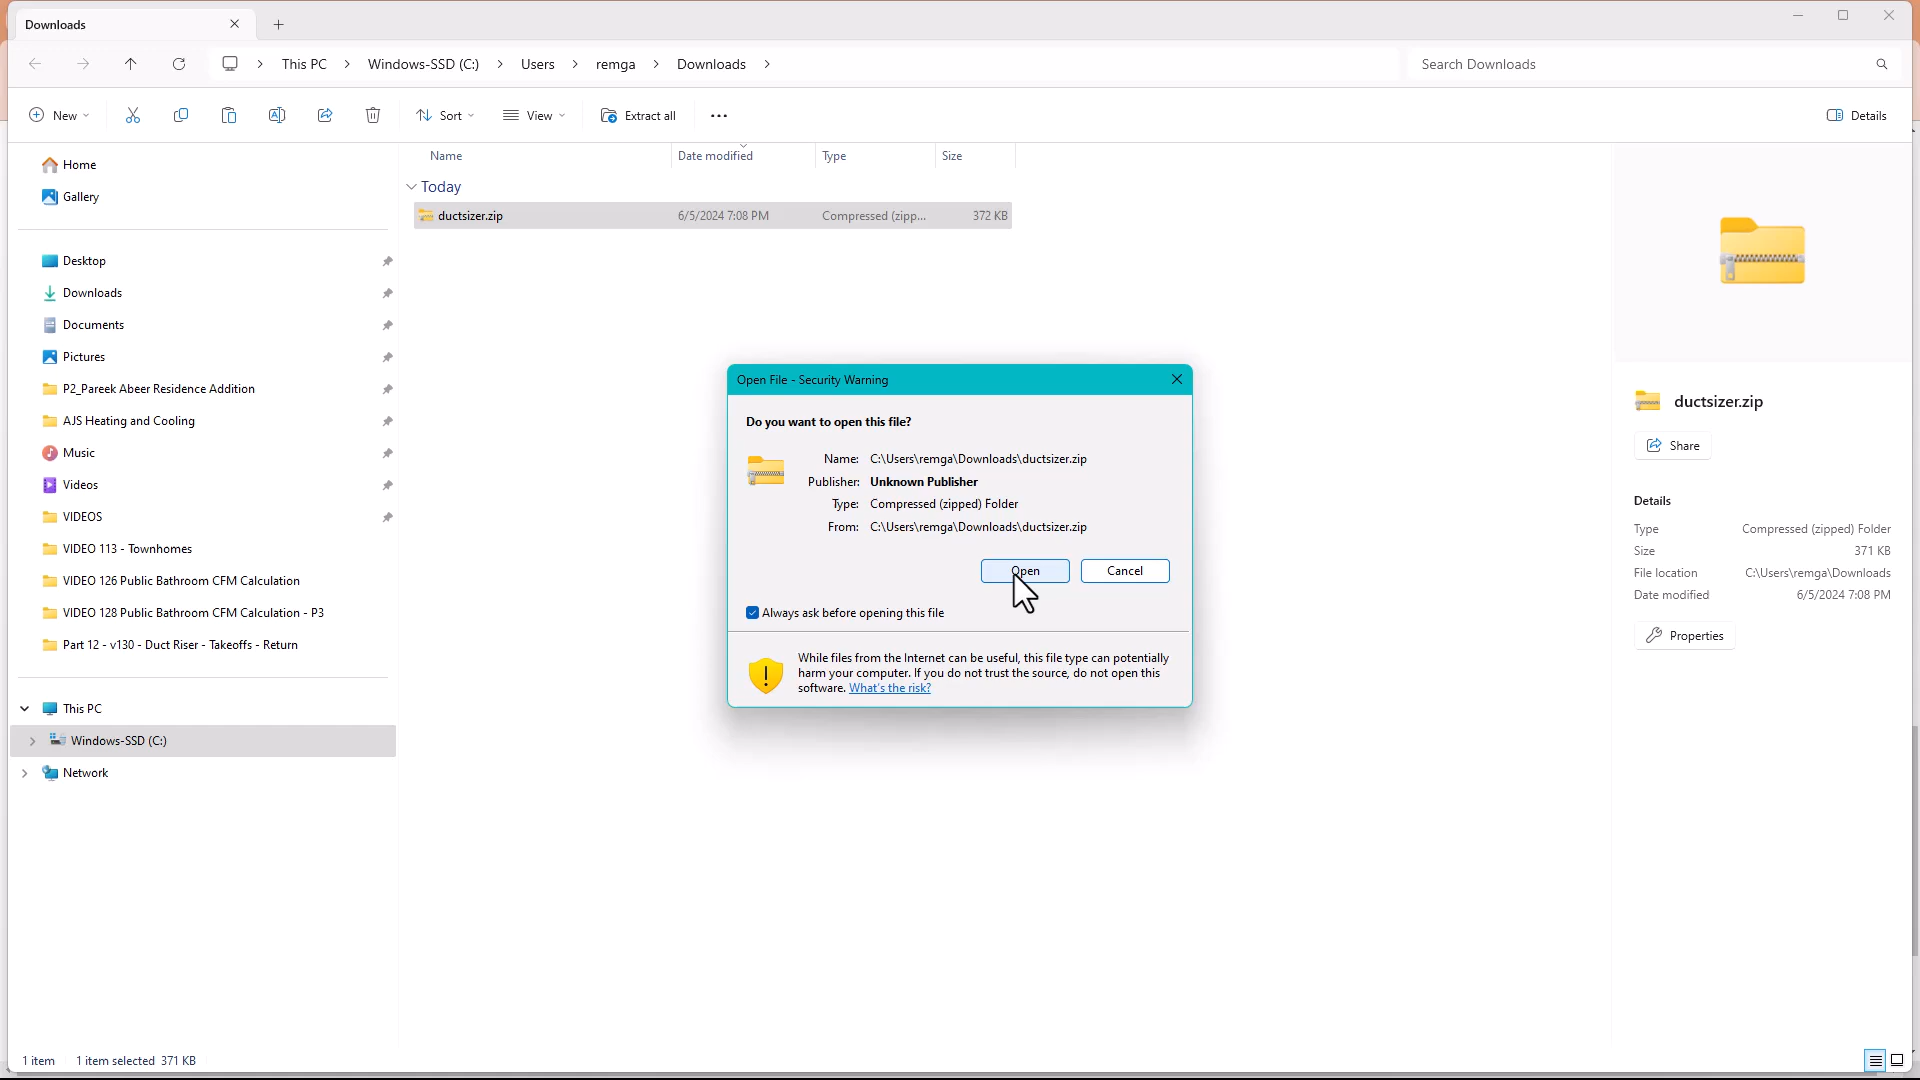 Downloads
This PC > Windows-SSD (C:) > Users > remga > Downloads >
Search Downloads
New
Sort
View
Extract all
Details
Name Date modified Type Size
Home
Gallery
Desktop
Downloads
Documents
Pictures
P2_Pareek Abeer Residence Addition
AJS Heating and Cooling
Music
Videos
VIDEOS
VIDEO 113 - Townhomes
VIDEO 126 Public Bathroom CFM Calculation
VIDEO 128 Public Bathroom CFM Calculation - P3
Part 12 - v130 - Duct Riser - Takeoffs - Return
This PC
Windows-SSD (C:)
Network
Today
ductsizer.zip 6/5/2024 7:08 PM Compressed (zipp... 372 KB
Open File - Security Warning
Do you want to open this file?
Name: C:\Users\remga\Downloads\ductsizer.zip
Publisher: Unknown Publisher
Type: Compressed (zipped) Folder
From: C:\Users\remga\Downloads\ductsizer.zip
Open Cancel
Always ask before opening this file
While files from the Internet can be useful, this file type can potentially
harm your computer. If you do not trust the source, do not open this
software. What's the risk?
ductsizer.zip
Share
Details
Type Compressed (zipped) Folder
Size 371 KB
File location C:\Users\remga\Downloads
Date modified 6/5/2024 7:08 PM
Properties
1 item 1 item selected 371 KB